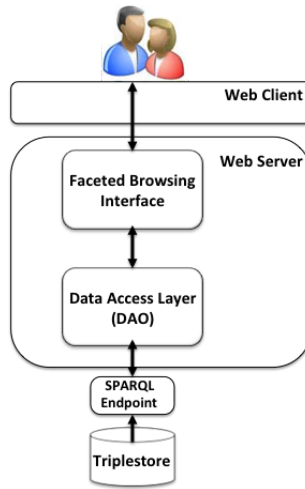 Web Client
Web Server
Faceted Browsing
Interface
Data Access Layer
(DAO)
SPARQL
Endpoint
Triplestore